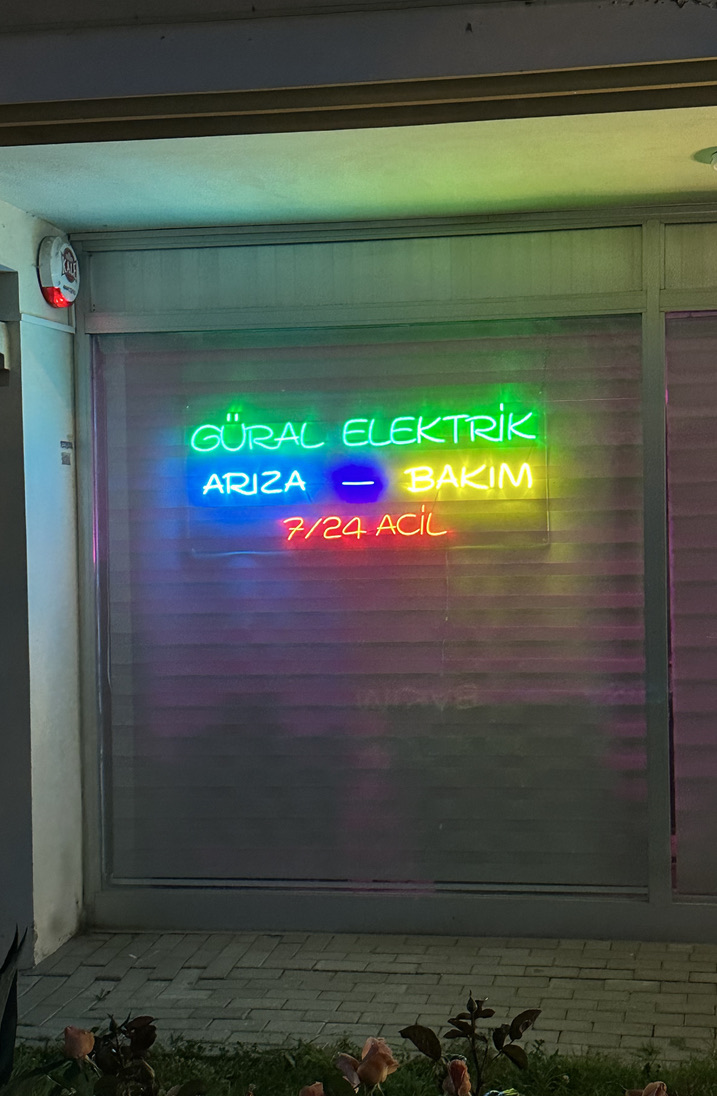 GÜRAL ELEKTRİK
ARIZA — BAKIM
7/24 ACİL